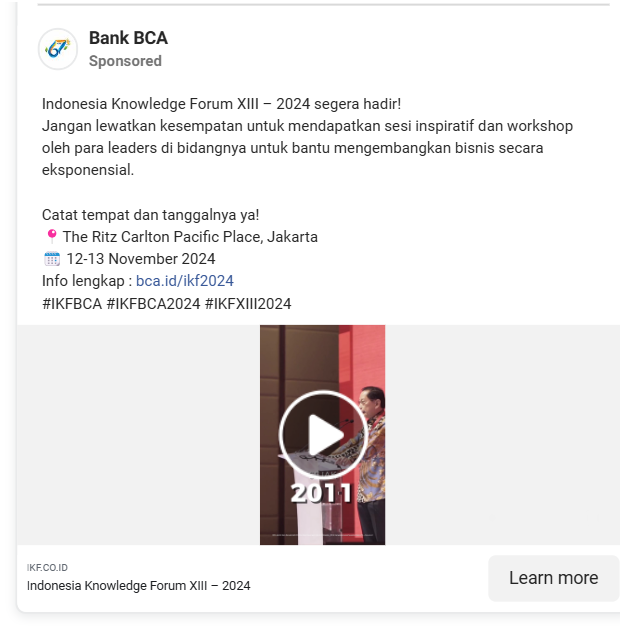 Bank BCA
Sponsored
Indonesia Knowledge Forum XIII – 2024 segera hadir!
Jangan lewatkan kesempatan untuk mendapatkan sesi inspiratif dan workshop
oleh para leaders di bidangnya untuk bantu mengembangkan bisnis secara
eksponensial.
Catat tempat dan tanggalnya ya!
📍 The Ritz Carlton Pacific Place, Jakarta
🗓️ 12-13 November 2024
Info lengkap : bca.id/ikf2024
#IKFBCA #IKFBCA2024 #IKFXIII2024
2011
IKF.CO.ID
Indonesia Knowledge Forum XIII – 2024
Learn more